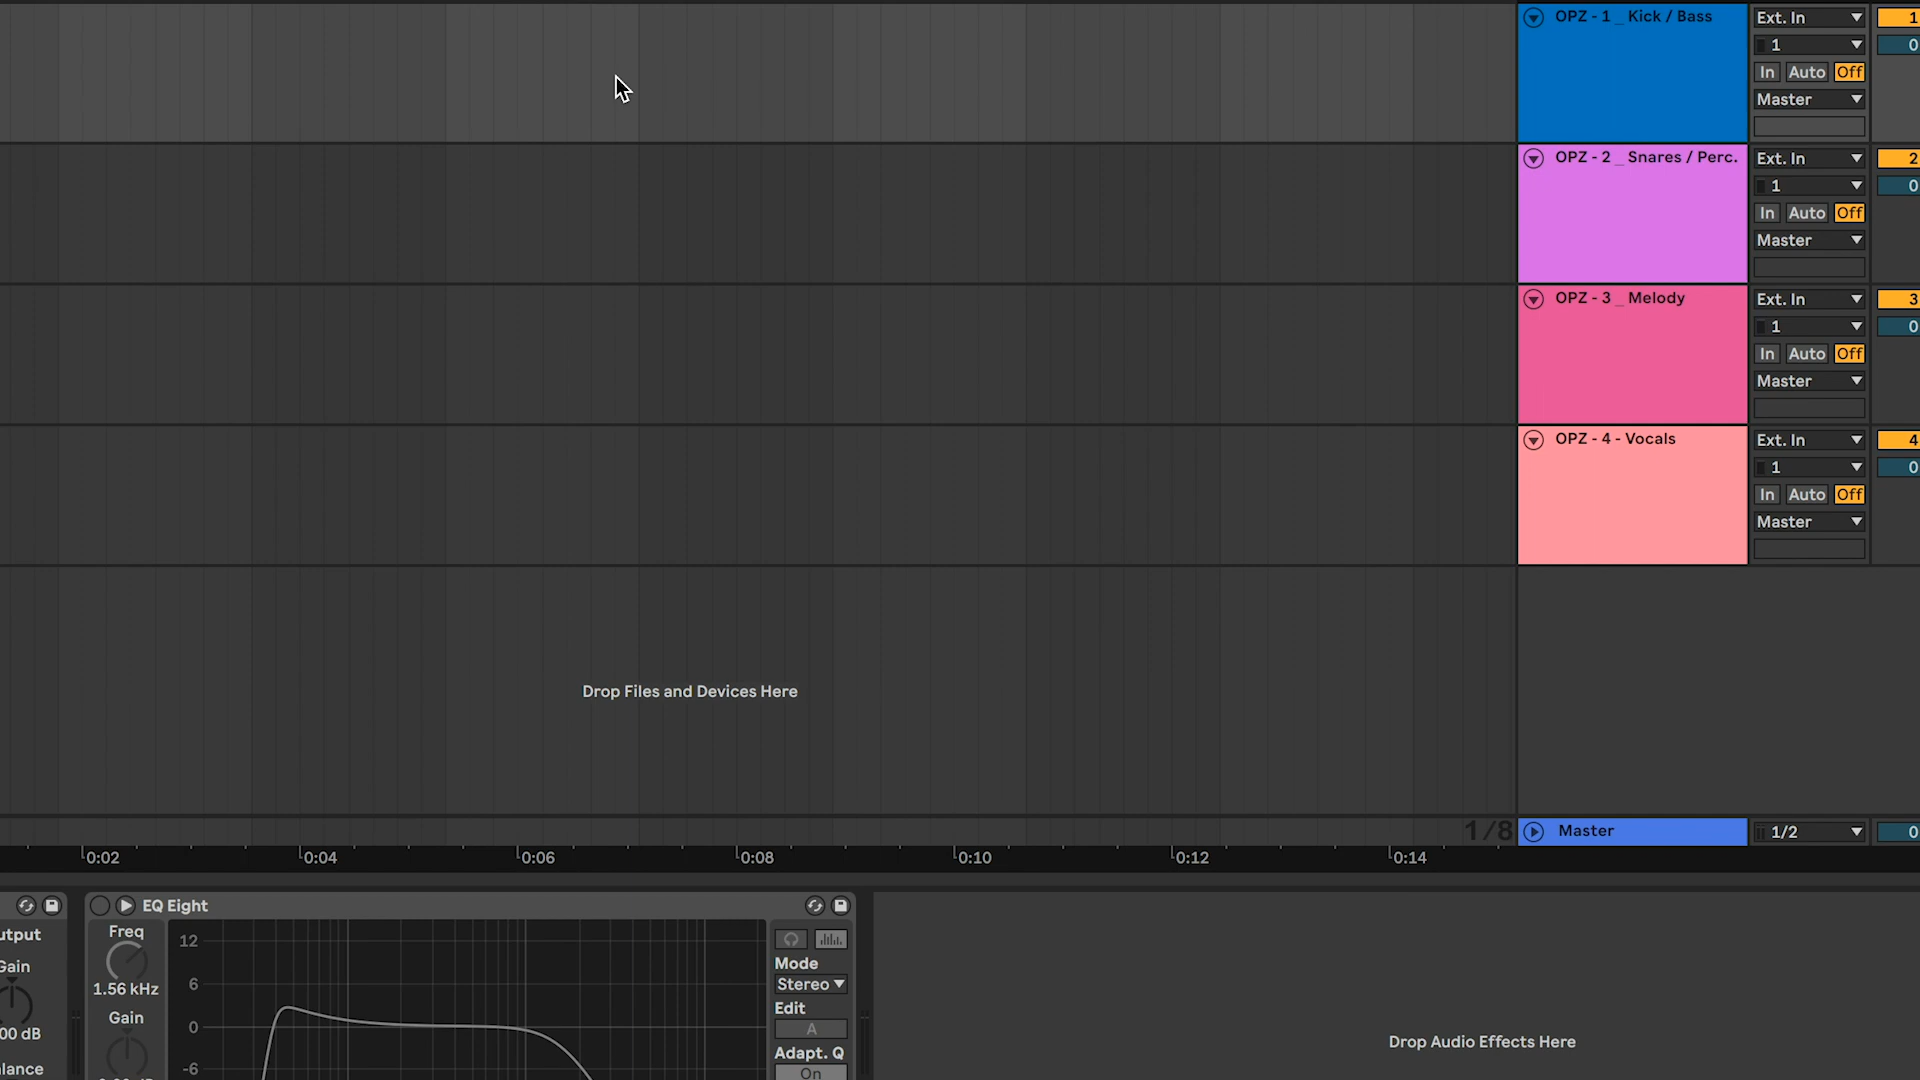 OPZ - 1 _ Kick / Bass
Ext. In
1
1
0
In Auto Off
Master
OPZ - 2 _ Snares / Perc.
Ext. In
2
1
0
In Auto Off
Master
OPZ - 3 _ Melody
Ext. In
3
1
0
In Auto Off
Master
OPZ - 4 - Vocals
Ext. In
4
1
0
In Auto Off
Master
Drop Files and Devices Here
1/8
Master
1/2
0
0:02 0:04 0:06 0:08 0:10 0:12 0:14
EQ Eight
utput
Gain
00 dB
lance
Freq
1.56 kHz
Gain
12
6
0
-6
Mode
Stereo
Edit
A
Adapt. Q
On
Drop Audio Effects Here